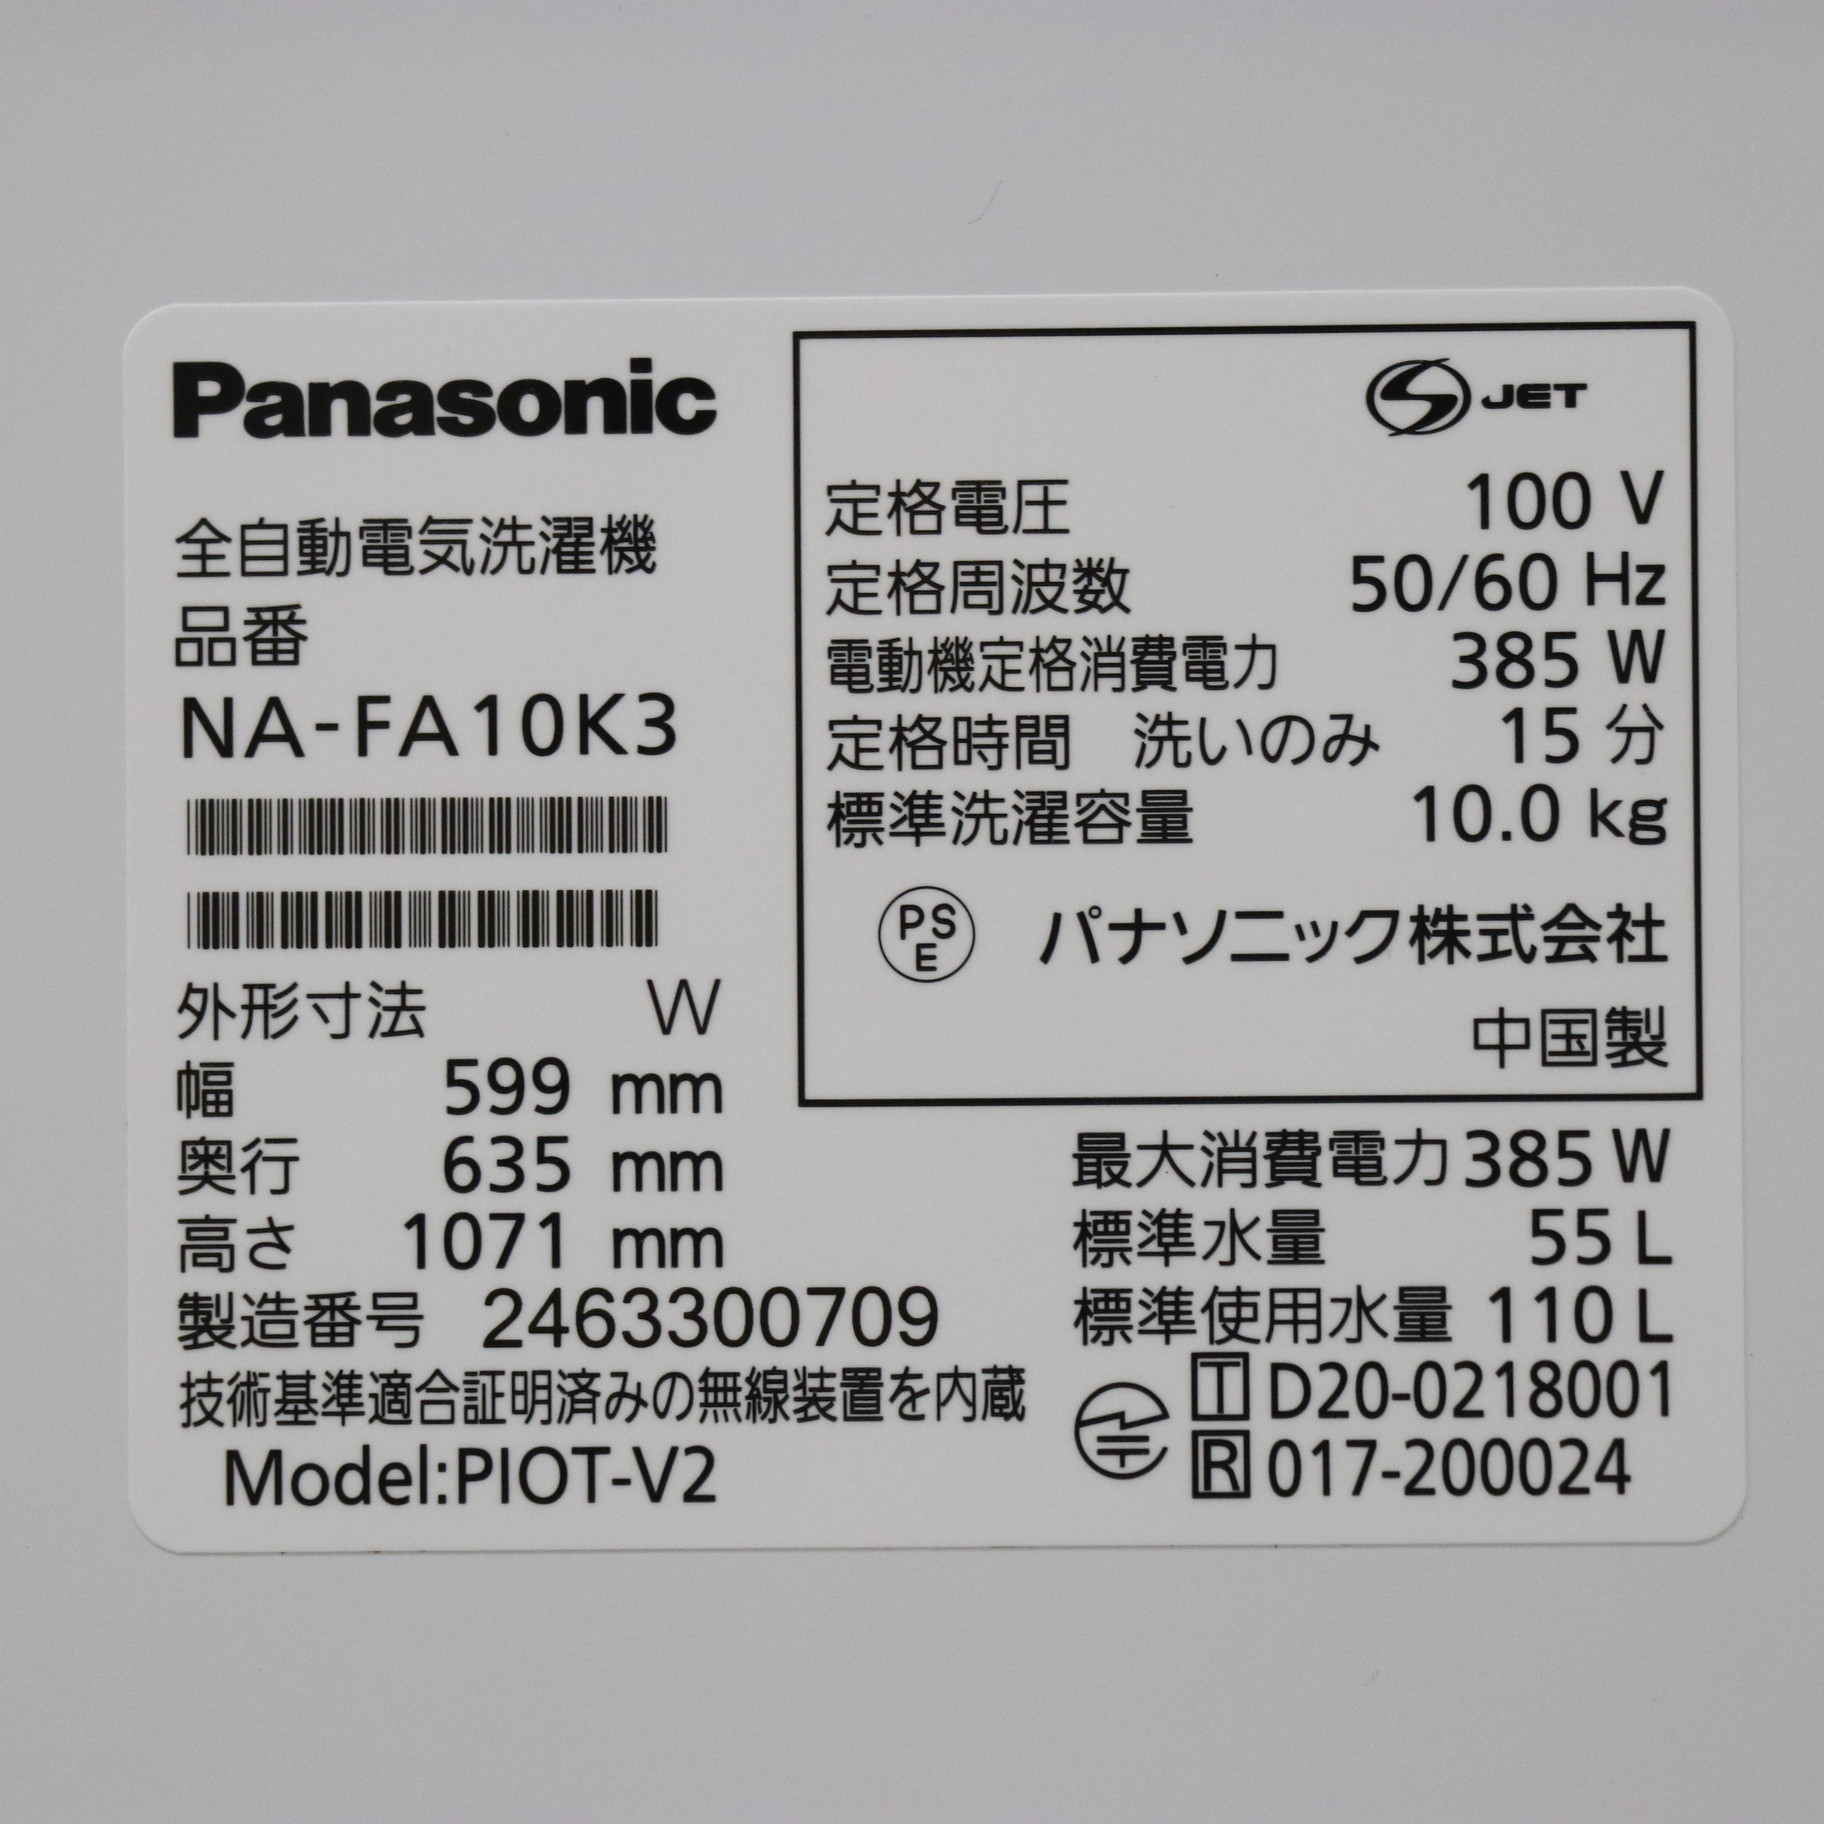 Panasonic
全自動電気洗濯機
品番
NA-FA10K3
外形寸法 W
幅 599 mm
奥行 635 mm
高さ 1071 mm
製造番号 2463300709
技術基準適合証明済みの無線装置を内蔵
Model:PIOT-V2
S JET
定格電圧 100 V
定格周波数 50/60 Hz
電動機定格消費電力 385 W
定格時間 洗いのみ 15 分
標準洗濯容量 10.0 kg
PSE パナソニック株式会社
中国製
最大消費電力 385 W
標準水量 55 L
標準使用水量 110 L
T D20-0218001
R 017-200024